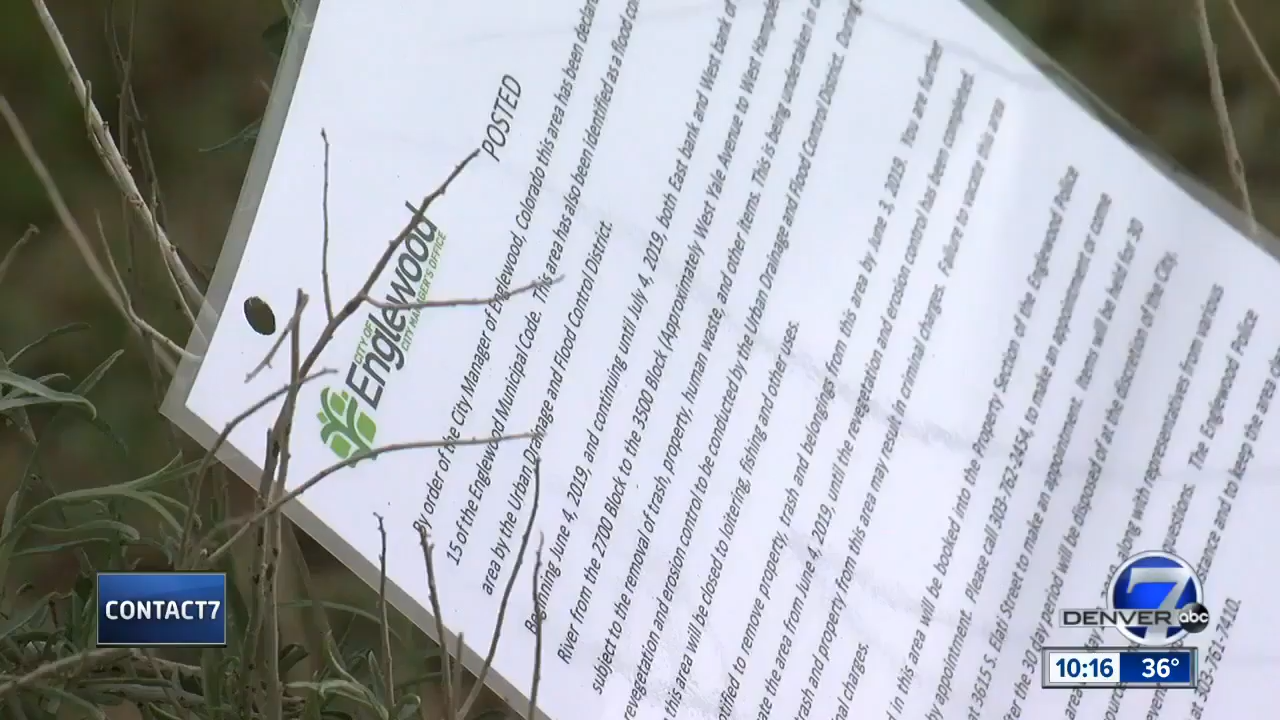 CITY OF
Englewood
CITY MANAGER'S OFFICE
POSTED
By order of the City Manager of Englewood, Colorado this area has been
15 of the Englewood Municipal Code. This area has also been identified as a flood
area by the Urban Drainage and Flood Control District.
Beginning June 4, 2019, and continuing until July 4, 2019, both East bank and West bank of
River from the 2700 Block to the 3500 Block (Approximately West Yale Avenue to West
subject to the removal of trash, property, human waste, and other items. This is being undertaken in
revegetation and erosion control to be conducted by the Urban Drainage and Flood Control District. During
this area will be closed to loitering, fishing and other uses.
to remove property, trash and belongings from this area by June 3, 2019. You are further
the area from June 4, 2019, until the revegetation and erosion control has been completed.
trash and property from this area may result in criminal charges. Failure to vacate this area
charges.
in this area will be booked into the Property Section of the Englewood Police
by appointment. Please call 303-762-2454, to make an appointment or come
at 3615 S. Elati Street to make an appointment. Items will be held for 30
the 30 day period will be disposed of at the discretion of the City.
along with representatives from various
questions. The Englewood Police
and to keep the area
at 303-761-7410.
CONTACT7
7
DENVER abc
10:16 36°